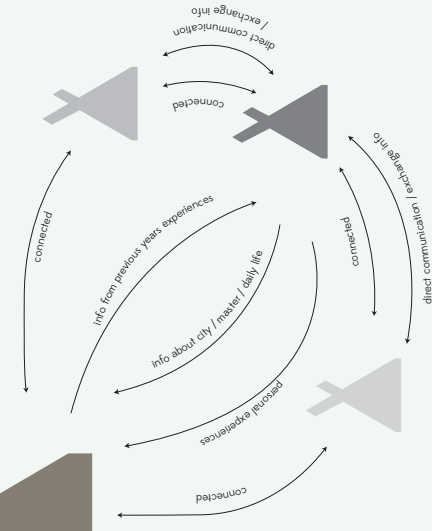 direct communication
/ exchange info
connected
direct communication / exchange info
connected
connected
info from previous years experiences
info about city / master / daily life
personal experiences
connected